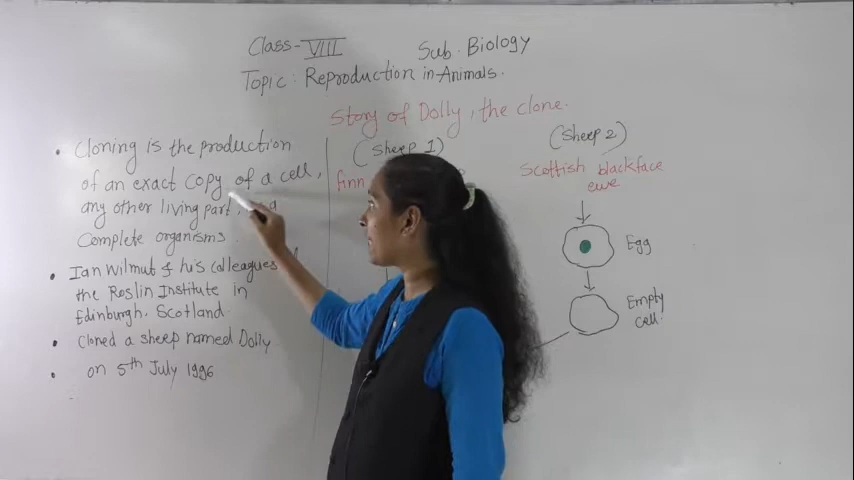 Class-VIII
Sub. Biology
Topic: Reproduction in Animals.
Story of Dolly, the clone.
• Cloning is the production
of an exact copy of a cell,
any other living part, a
Complete organisms.
• Ian Wilmut & his colleagues
the Roslin Institute in
Edinburgh, Scotland.
• Cloned a sheep named Dolly
• on 5th July 1996
(Sheep 1)
finn
(Sheep 2)
Scottish blackface
ewe
Egg
Empty
cell.